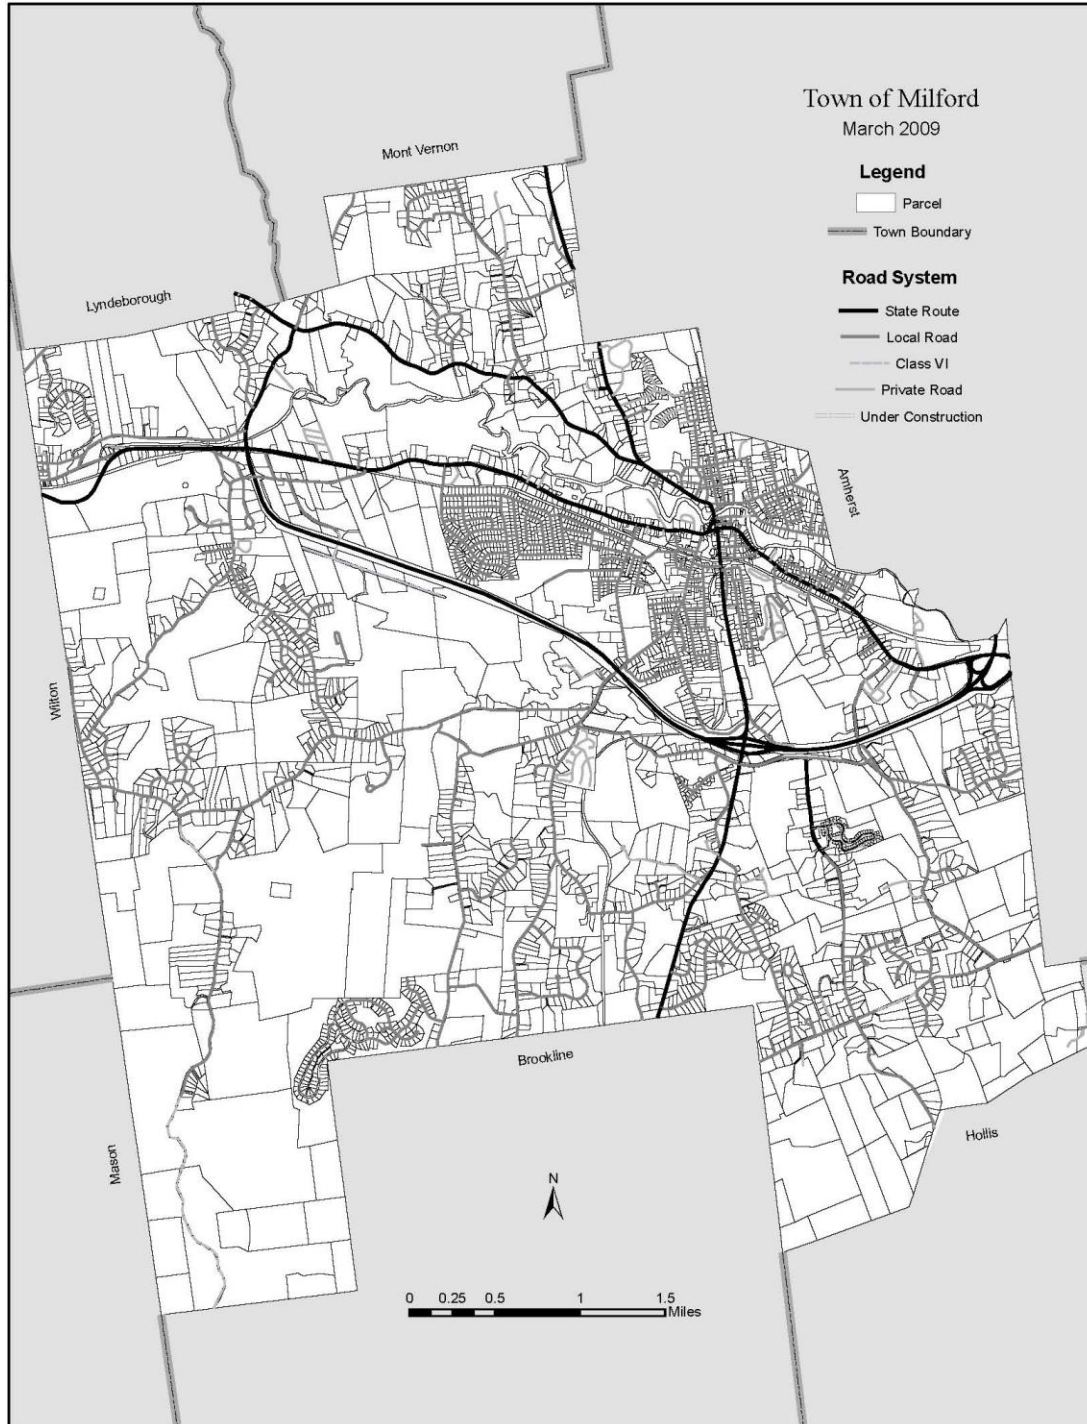 Town of Milford
March 2009
Legend
Parcel
Town Boundary
Road System
State Route
Local Road
Class VI
Private Road
Under Construction
Mont Vernon
Lyndeborough
Amherst
Wilton
Brookline
Mason
Hollis
N
0 0.25 0.5 1 1.5
Miles